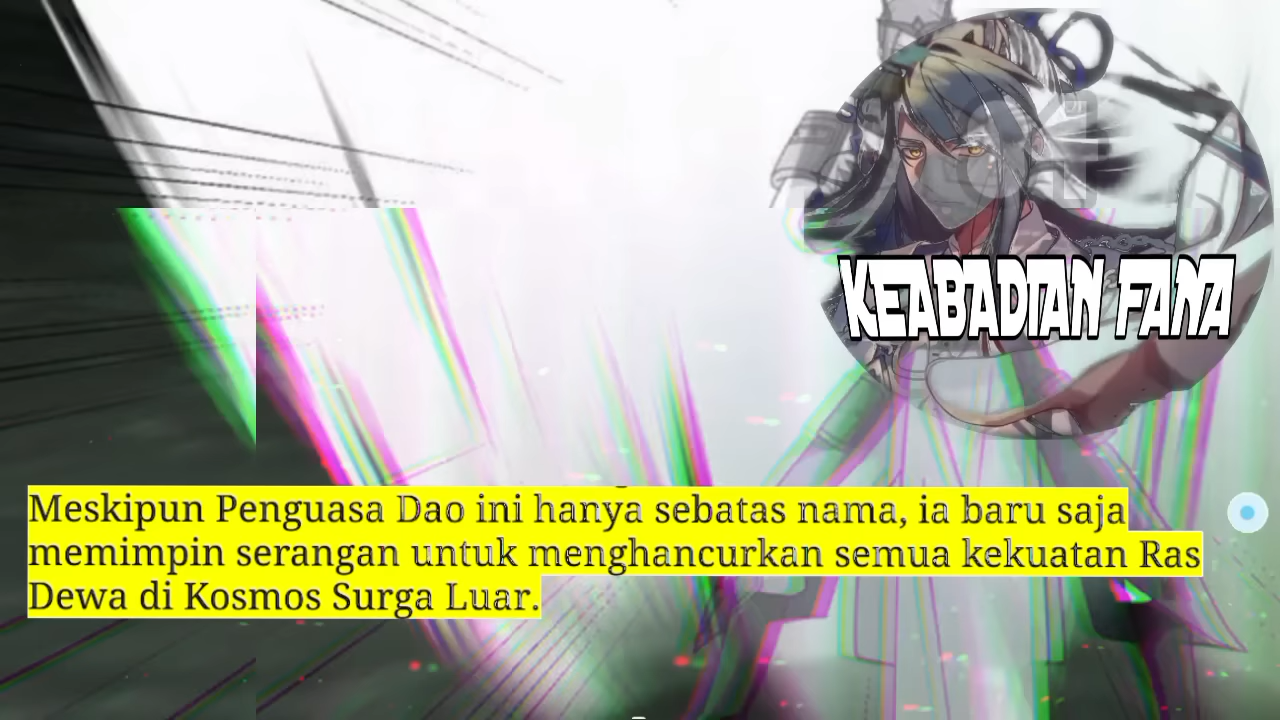 KEABADIAN FANA
Meskipun Penguasa Dao ini hanya sebatas nama, ia baru saja
memimpin serangan untuk menghancurkan semua kekuatan Ras
Dewa di Kosmos Surga Luar.